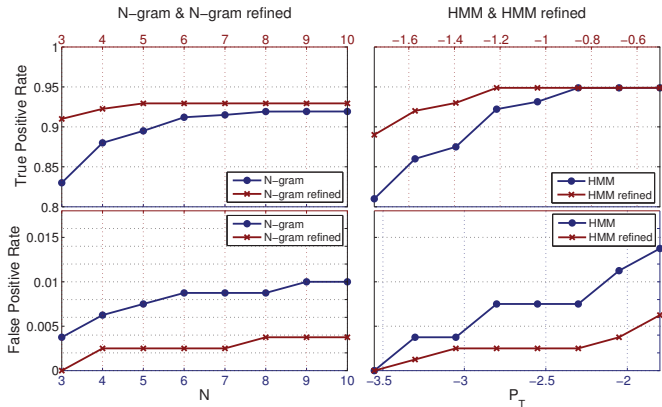 N-gram & N-gram refined
HMM & HMM refined
3 4 5 6 7 8 9 10
-1.6 -1.4 -1.2 -1 -0.8 -0.6
True Positive Rate
1
0.95
0.9
0.85
0.8
N-gram
N-gram refined
HMM
HMM refined
False Positive Rate
0.015
0.01
0.005
0
N-gram
N-gram refined
HMM
HMM refined
3 4 5 6 7 8 9 10
-3.5 -3 -2.5 -2
N
P_T